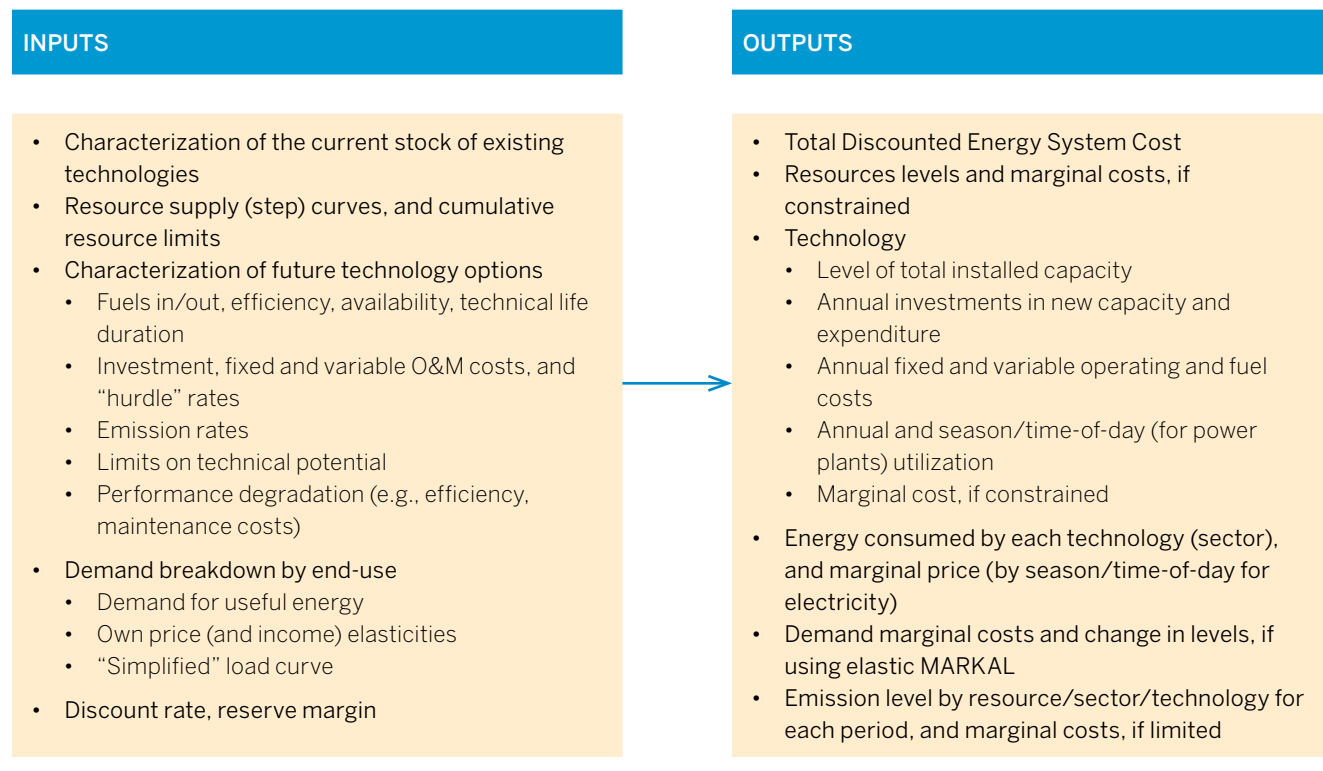 INPUTS
• Characterization of the current stock of existing
technologies
• Resource supply (step) curves, and cumulative
resource limits
• Characterization of future technology options
• Fuels in/out, efficiency, availability, technical life
duration
• Investment, fixed and variable O&M costs, and
“hurdle” rates
• Emission rates
• Limits on technical potential
• Performance degradation (e.g., efficiency,
maintenance costs)
• Demand breakdown by end-use
• Demand for useful energy
• Own price (and income) elasticities
• “Simplified” load curve
• Discount rate, reserve margin
OUTPUTS
• Total Discounted Energy System Cost
• Resources levels and marginal costs, if
constrained
• Technology
• Level of total installed capacity
• Annual investments in new capacity and
expenditure
• Annual fixed and variable operating and fuel
costs
• Annual and season/time-of-day (for power
plants) utilization
• Marginal cost, if constrained
• Energy consumed by each technology (sector),
and marginal price (by season/time-of-day for
electricity)
• Demand marginal costs and change in levels, if
using elastic MARKAL
• Emission level by resource/sector/technology for
each period, and marginal costs, if limited